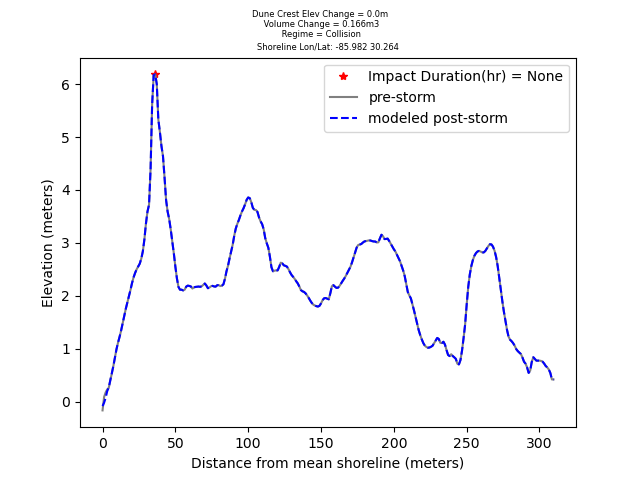 Dune Crest Elev Change = 0.0m
Volume Change = 0.166m3
Regime = Collision
Shoreline Lon/Lat: -85.982 30.264
Impact Duration(hr) = None
pre-storm
modeled post-storm
Elevation (meters)
6
5
4
3
2
1
0
0 50 100 150 200 250 300
Distance from mean shoreline (meters)